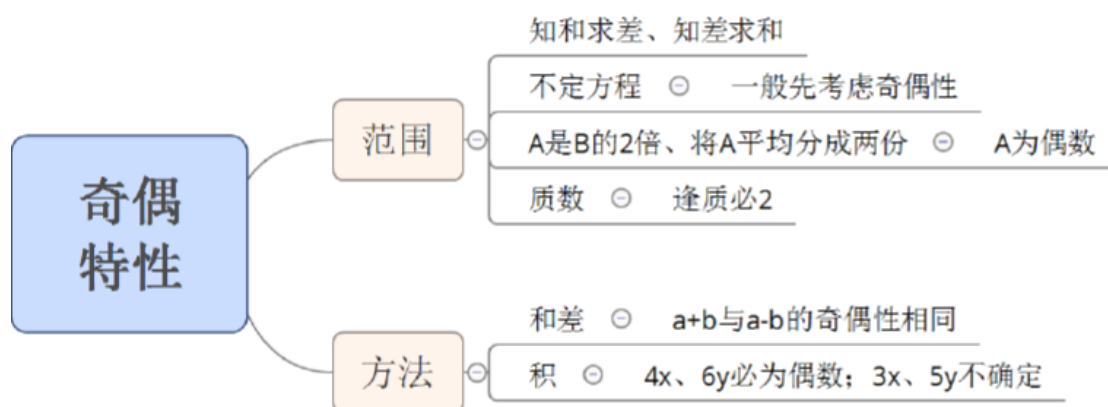 奇偶
特性
范围
知和求差、知差求和
不定方程 一般先考虑奇偶性
A是B的2倍、将A平均分成两份 A为偶数
质数 逢质必2
方法
和差 a+b与a-b的奇偶性相同
积 4x、6y必为偶数；3x、5y不确定